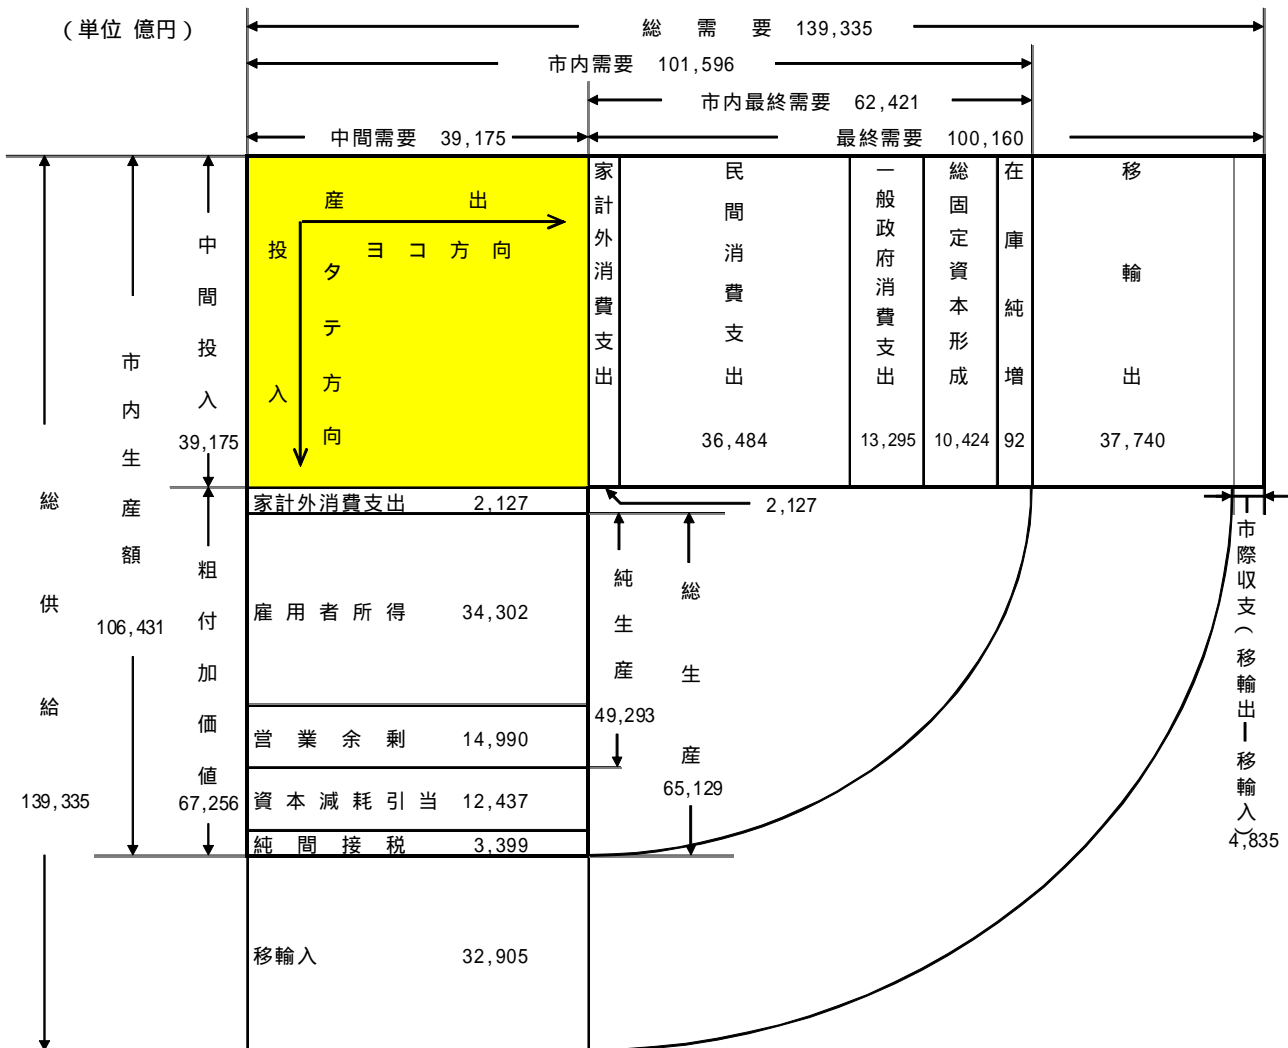 （単位 億円）
総需要 139,335
市内需要 101,596
市内最終需要 62,421
中間需要 39,175
最終需要 100,160
産出
ヨコ方向
投入
タテ方向
家計外消費支出
民間消費支出
36,484
一般政府消費支出
13,295
総固定資本形成
10,424
在庫純増
92
移輸出
37,740
総供給
139,335
市内生産額
106,431
中間投入
39,175
粗付加価値
67,256
家計外消費支出 2,127
2,127
雇用者所得 34,302
営業余剰 14,990
資本減耗引当 12,437
純間接税 3,399
移輸入 32,905
純生産
49,293
総生産
65,129
市際収支（移輸出ー移輸入）
4,835